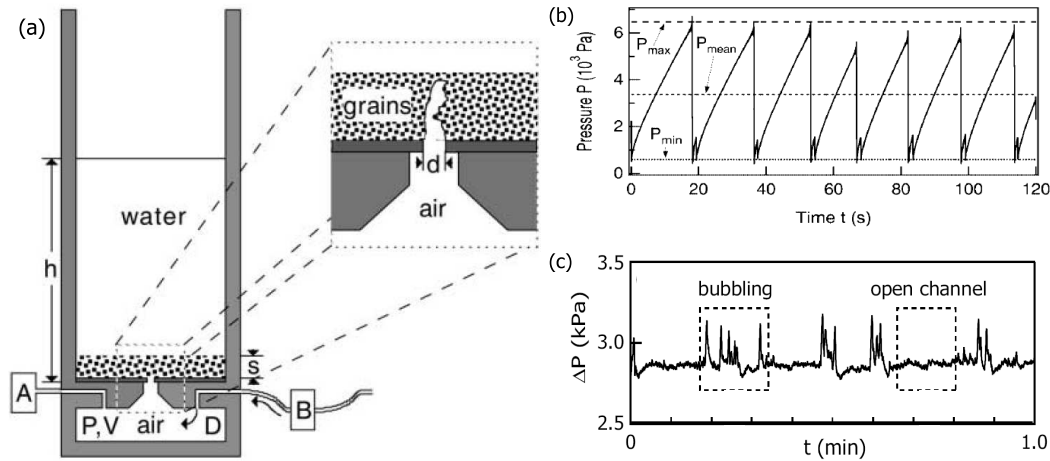 (a)
grains
d
air
water
h
s
A
B
P,V
air
D
(b)
Pressure P (10³ Pa)
6
4
2
0
P_max
P_mean
P_min
0
20
40
60
80
100
120
Time t (s)
(c)
ΔP (kPa)
3.5
3.0
2.5
bubbling
open channel
0
1.0
t (min)